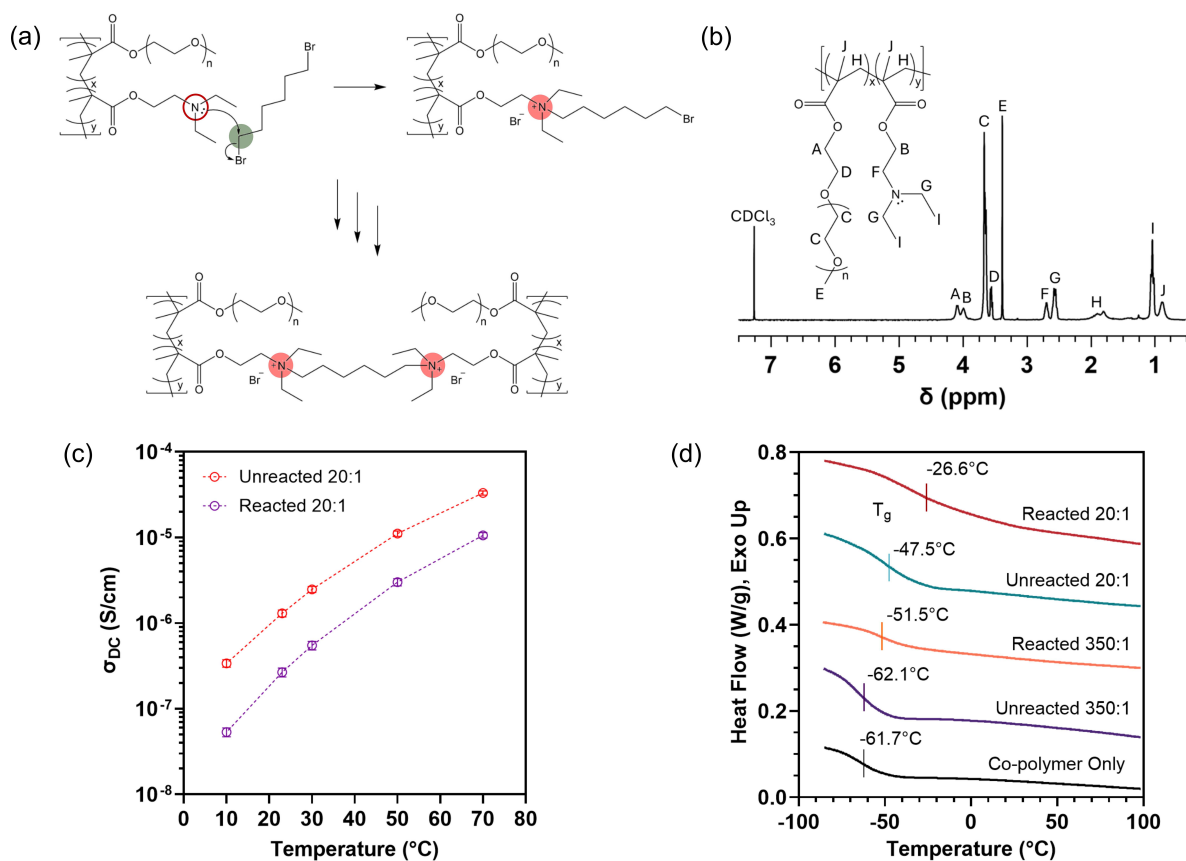 (a)
O
O
O
n
Br
x
O
N
:
y
O
Br
O
O
O
n
x
O
N
+
Br
y
O
Br−
O
O
O
n
O
O
O
n
x
x
O
N
+
N
+
O
y
O
Br−
Br−
O
y
(b)
J H J H
x y
O O
O O
A B
D F
O N
:
G
C
G I
C I
O
n
E
C E
CDCl3
A B D F G H I J
7 6 5 4 3 2 1
δ (ppm)
(c)
10-4
10-5
10-6
10-7
10-8
σDC (S/cm)
Unreacted 20:1
Reacted 20:1
0 10 20 30 40 50 60 70 80
Temperature (°C)
(d)
0.8
0.6
0.4
0.2
0.0
Heat Flow (W/g), Exo Up
-26.6°C
Tg
Reacted 20:1
-47.5°C
Unreacted 20:1
-51.5°C
Reacted 350:1
-62.1°C
Unreacted 350:1
-61.7°C
Co-polymer Only
-100 -50 0 50 100
Temperature (°C)